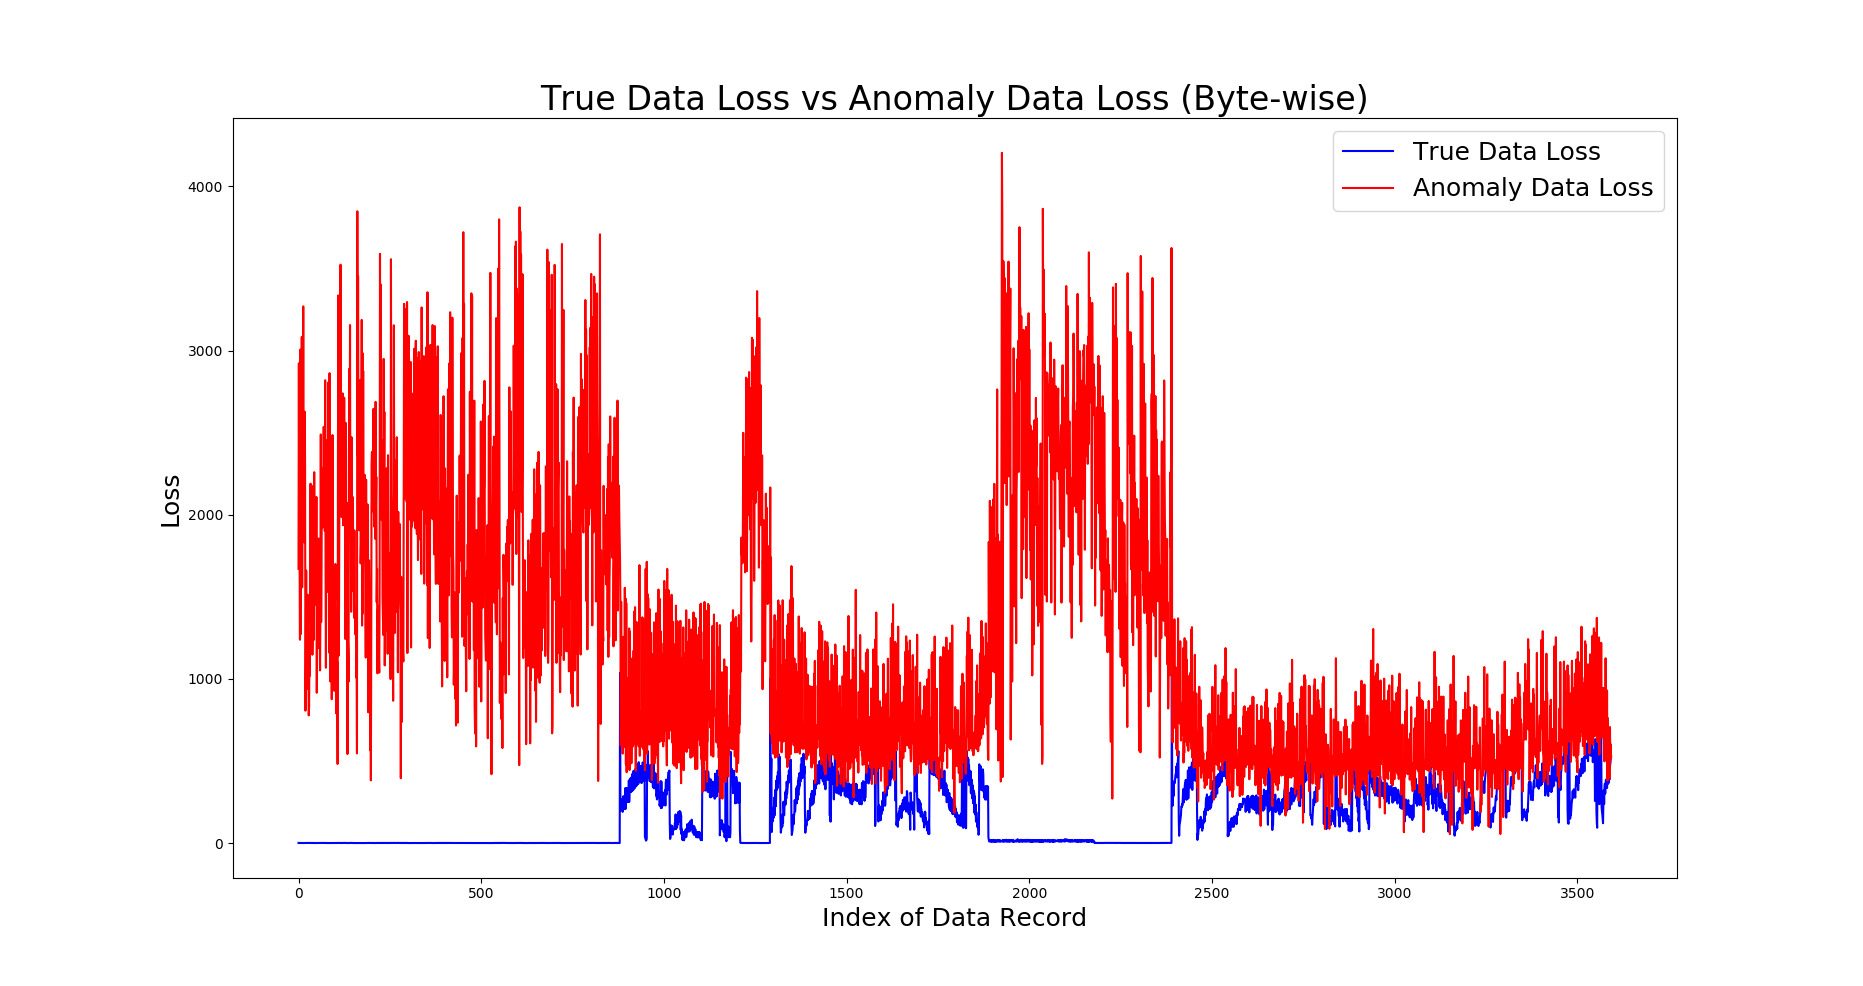 True Data Loss vs Anomaly Data Loss (Byte-wise)
True Data Loss
Anomaly Data Loss
4000
3000
2000
1000
0
Loss
0 500 1000 1500 2000 2500 3000 3500
Index of Data Record